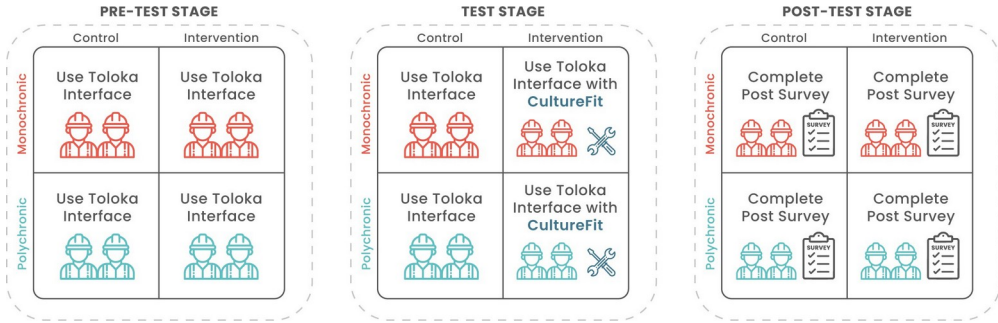 PRE-TEST STAGE
Control
Intervention
Monochronic
Use Toloka
Interface
Use Toloka
Interface
Polychronic
Use Toloka
Interface
Use Toloka
Interface
TEST STAGE
Control
Intervention
Monochronic
Use Toloka
Interface
Use Toloka
Interface with
CultureFit
Polychronic
Use Toloka
Interface
Use Toloka
Interface with
CultureFit
POST-TEST STAGE
Control
Intervention
Monochronic
Complete
Post Survey
SURVEY
Complete
Post Survey
SURVEY
Polychronic
Complete
Post Survey
SURVEY
Complete
Post Survey
SURVEY